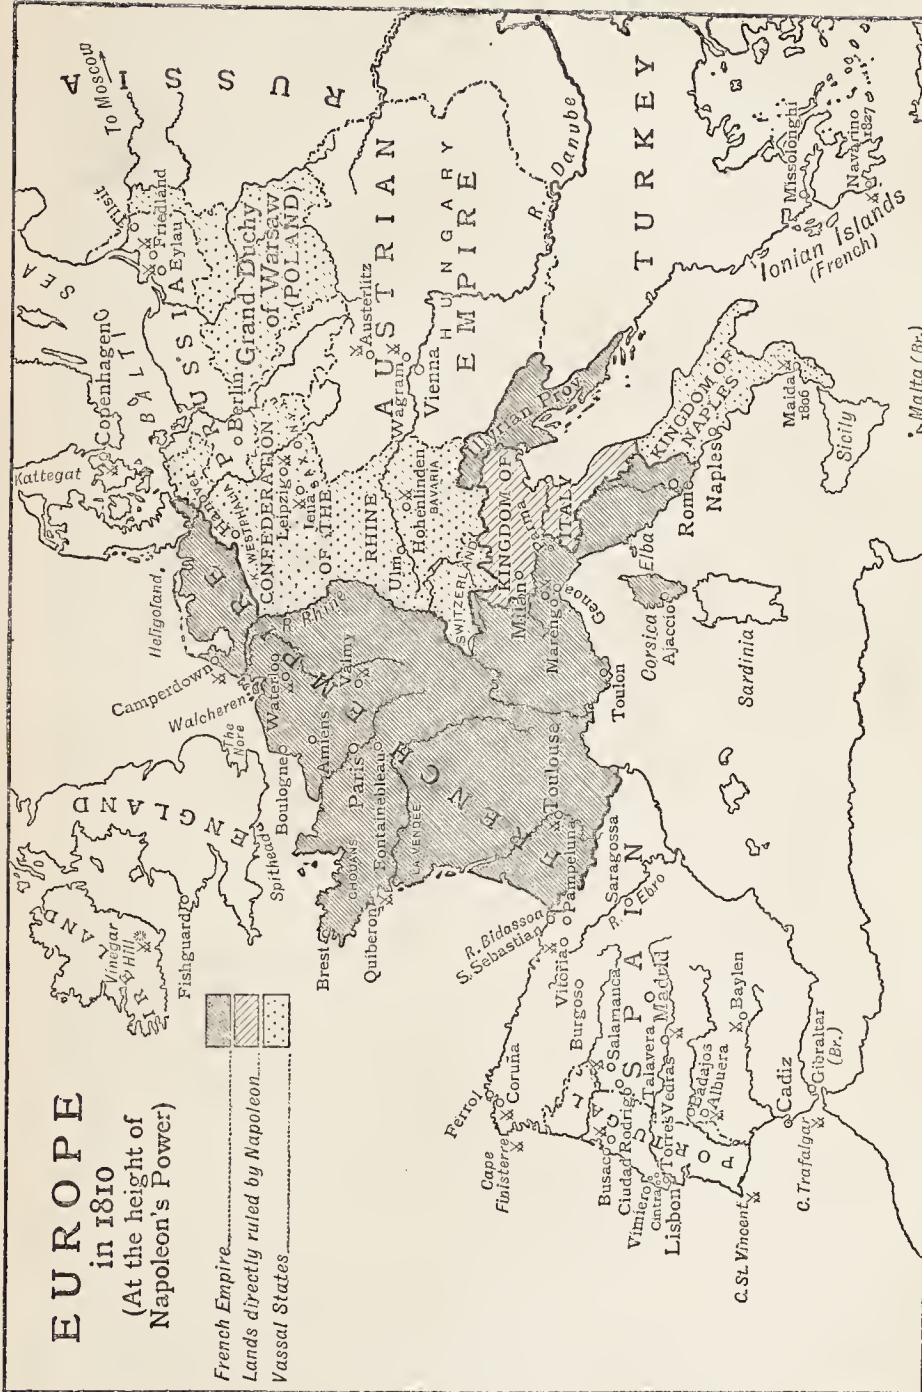 EUROPE
in 1810
(At the height of
Napoleon's Power)
French Empire
Lands directly ruled by Napoleon
Vassal States
IRELAND
Vinegar
Hill
Fishguard
ENGLAND
Spithead
The
Nore
Heligoland
Camperdown
Walcheren
Kattegat
Copenhagen
BALTIC
SEA
Tilsit
To Moscow
RUSSIA
Friedland
Eylau
PRUSSIA
Berlin
Grand Duchy
of Warsaw
(POLAND)
Hanover
K. WESTPHALIA
CONFEDERATION
OF THE
RHINE
Leipzig
Jena
SAXONY
Boulogne
Waterloo
R. Rhine
Amiens
Valmy
Paris
Fontainebleau
Brest
CHOUANS
Quiberon
LA VENDÉE
FRENCH
EMPIRE
Ulm
Hohenlinden
BAVARIA
Austerlitz
Wagram
Vienna
AUSTRIAN
HUNGARY
EMPIRE
SWITZERLAND
KINGDOM OF
ITALY
Milan
Parma
Marengo
Genoa
Illyrian Prov.
R. Danube
TURKEY
Toulouse
Toulon
R. Bidassoa
S. Sebastian
Pampeluna
Vitoria
Burgos
Saragossa
R. Ebro
SPAIN
Ferrol
Coruña
Cape
Finisterre
Salamanca
Madrid
Talavera
Busaco
Ciudad Rodrigo
Vimiero
Cintra
Torres Vedras
Lisbon
Badajos
Albuera
Baylen
C. St. Vincent
Cadiz
C. Trafalgar
Gibraltar
(Br.)
Corsica
Ajaccio
Elba
Sardinia
Rome
Naples
KINGDOM OF
NAPLES
Maida
1806
Sicily
Malta (Br.)
Ionian Islands
(French)
Missolonghi
Navarino
1827